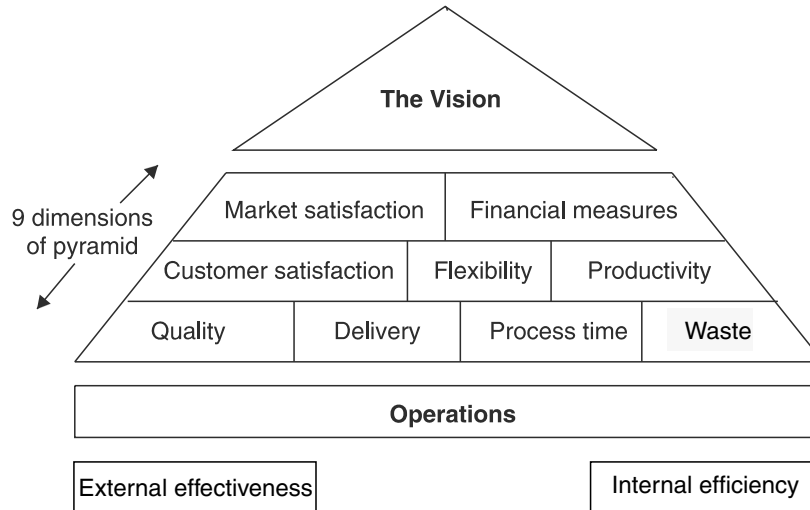 The Vision
9 dimensions
of pyramid
Market satisfaction
Financial measures
Customer satisfaction
Flexibility
Productivity
Quality
Delivery
Process time
Waste
Operations
External effectiveness
Internal efficiency